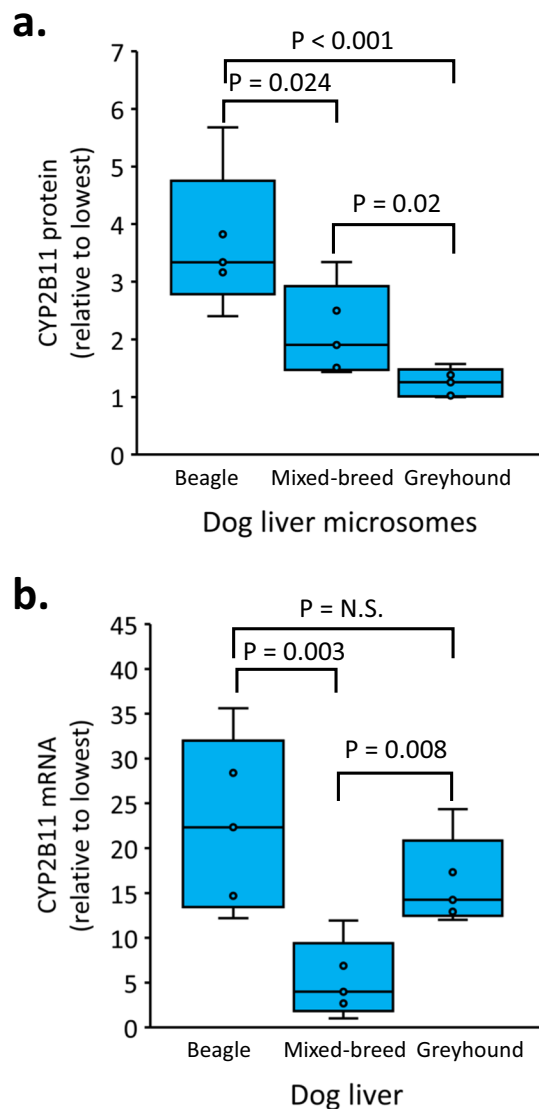 a.
P < 0.001
P = 0.024
P = 0.02
CYP2B11 protein
(relative to lowest)
7
6
5
4
3
2
1
0
Beagle Mixed-breed Greyhound
Dog liver microsomes
b.
P = N.S.
P = 0.003
P = 0.008
CYP2B11 mRNA
(relative to lowest)
45
40
35
30
25
20
15
10
5
0
Beagle Mixed-breed Greyhound
Dog liver